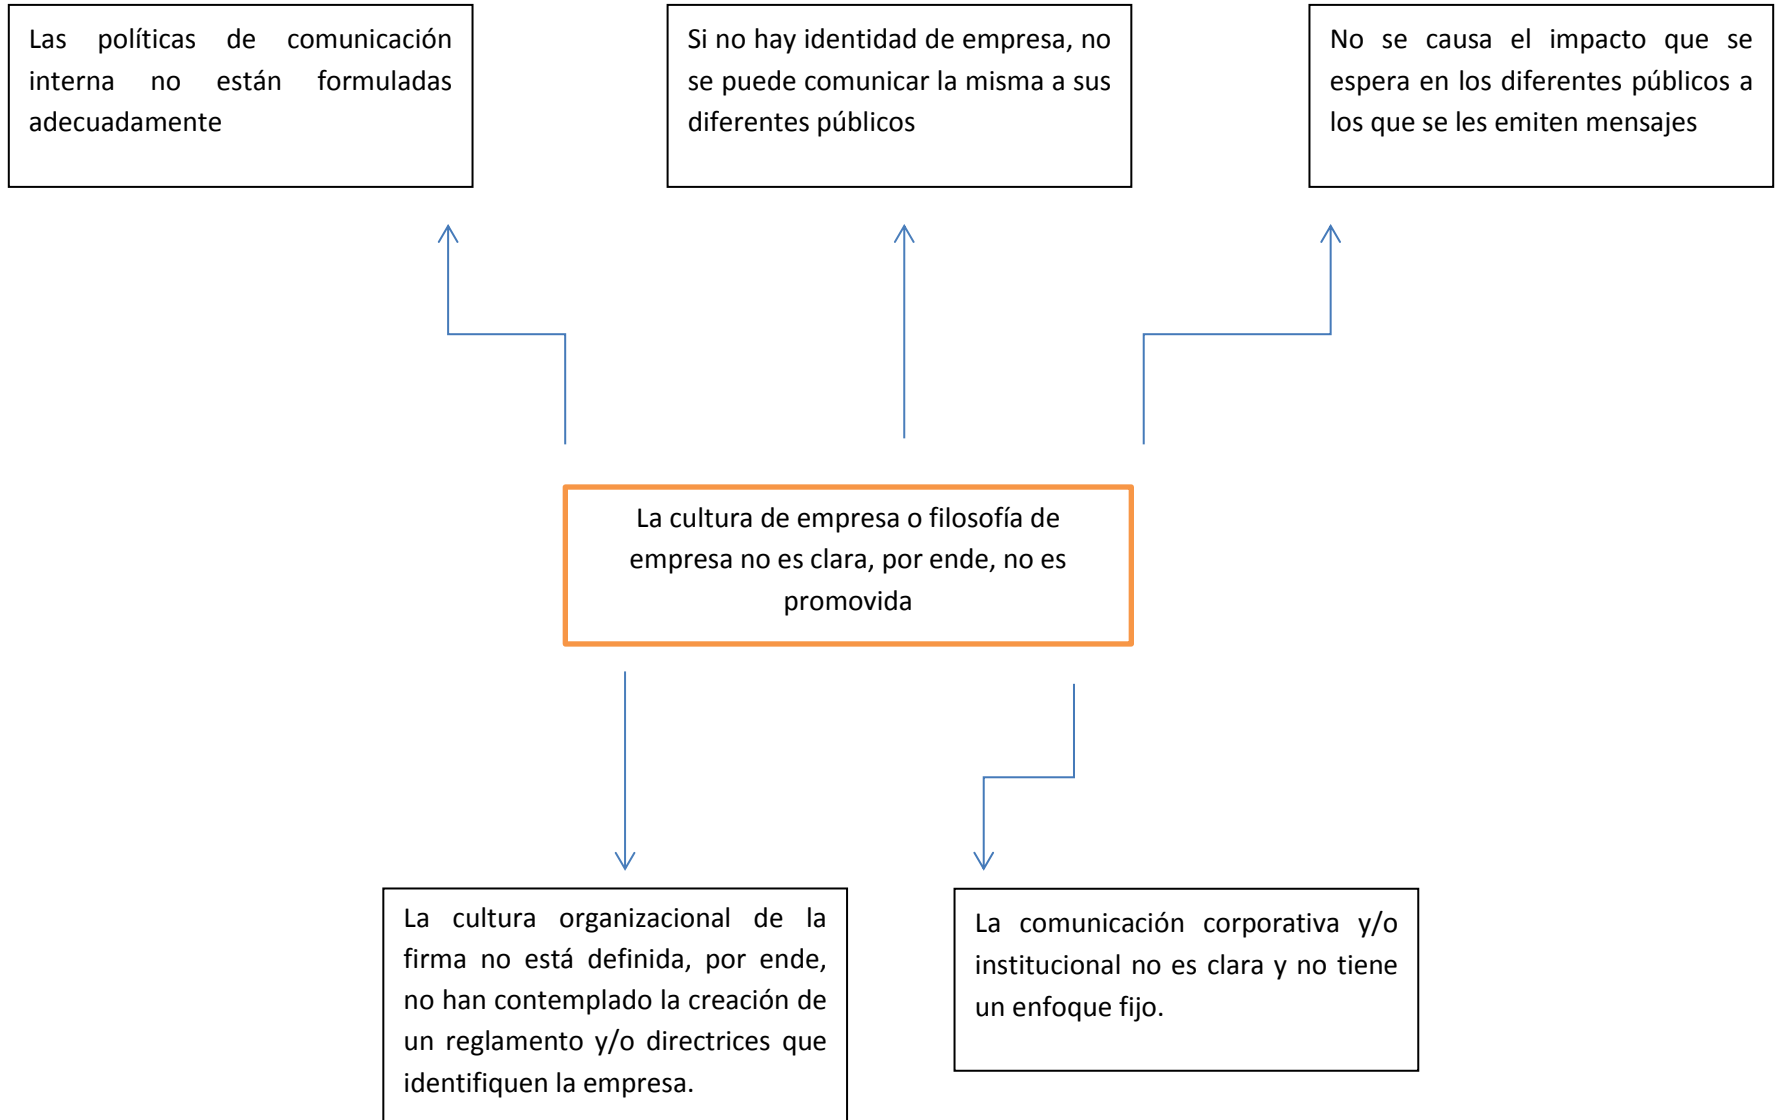 Las políticas de comunicación
interna no están formuladas
adecuadamente
Si no hay identidad de empresa, no
se puede comunicar la misma a sus
diferentes públicos
No se causa el impacto que se
espera en los diferentes públicos a
los que se les emiten mensajes
La cultura de empresa o filosofía de
empresa no es clara, por ende, no es
promovida
La cultura organizacional de la
firma no está definida, por ende,
no han contemplado la creación de
un reglamento y/o directrices que
identifiquen la empresa.
La comunicación corporativa y/o
institucional no es clara y no tiene
un enfoque fijo.